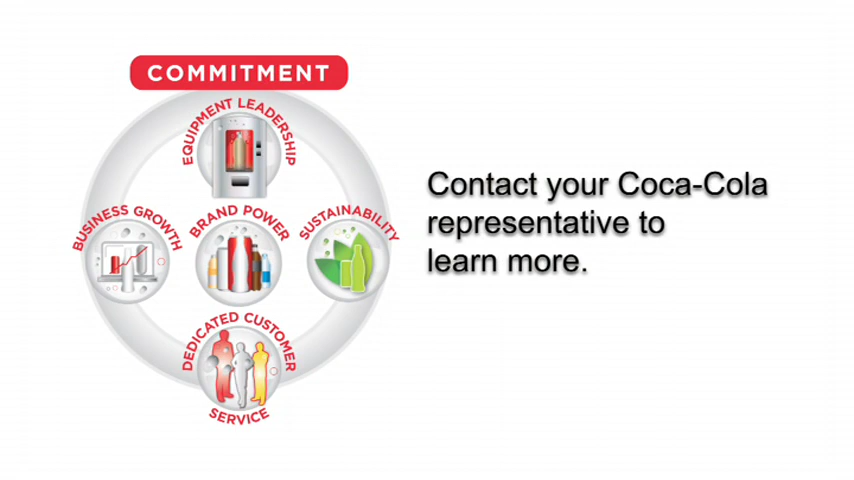 COMMITMENT
EQUIPMENT LEADERSHIP
BUSINESS GROWTH
BRAND POWER
SUSTAINABILITY
DEDICATED CUSTOMER
SERVICE
Contact your Coca-Cola
representative to
learn more.